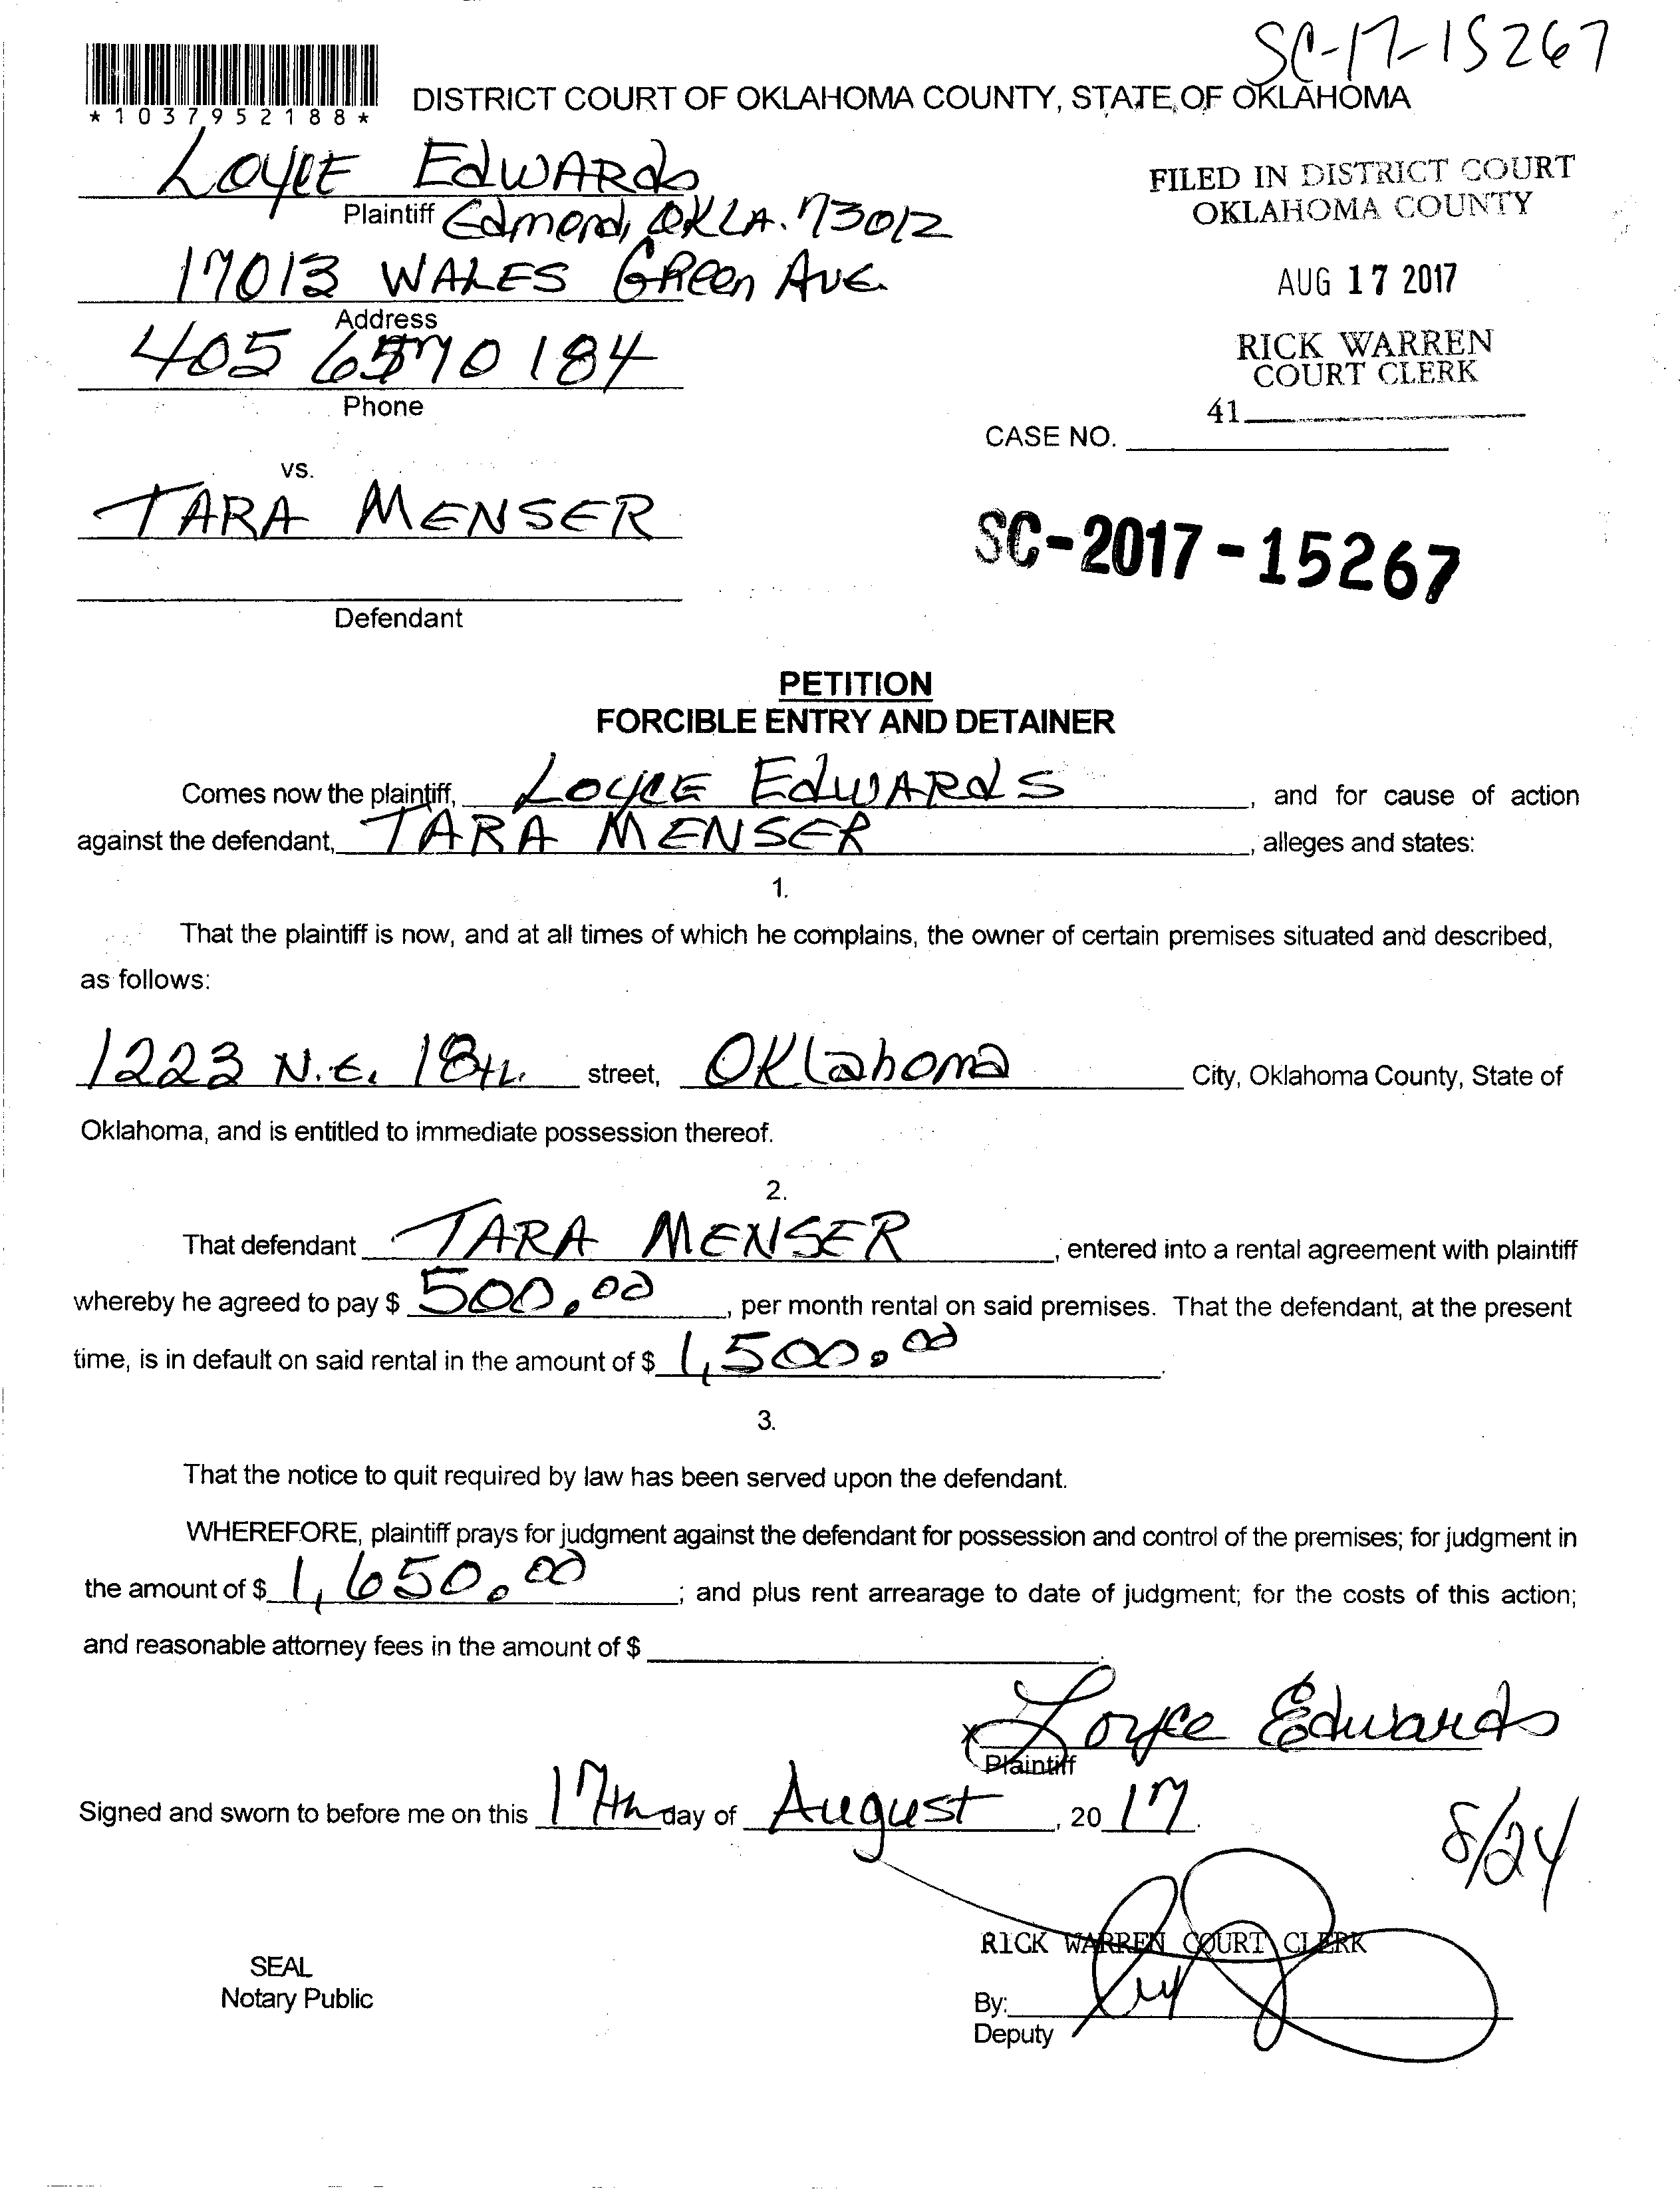 SC-17-15267
*1037952188*
DISTRICT COURT OF OKLAHOMA COUNTY, STATE OF OKLAHOMA
LOYCE EdWARds
Plaintiff Edmond, OKLA. 73012
FILED IN DISTRICT COURT
OKLAHOMA COUNTY
17013 WALES GReen AvE.
Address
AUG 17 2017
405 6570184
Phone
RICK WARREN
COURT CLERK
41
CASE NO.
vs.
TARA MENSER
SC-2017-15267
Defendant
PETITION
FORCIBLE ENTRY AND DETAINER
Comes now the plaintiff, LOYCE EdWARdS, and for cause of action
against the defendant, TARA MENSER, alleges and states:
1.
That the plaintiff is now, and at all times of which he complains, the owner of certain premises situated and described,
as follows:
1223 N.E. 18th street, Oklahoma City, Oklahoma County, State of
Oklahoma, and is entitled to immediate possession thereof.
2.
That defendant TARA MENSER, entered into a rental agreement with plaintiff
whereby he agreed to pay $ 500.00, per month rental on said premises. That the defendant, at the present
time, is in default on said rental in the amount of $ 1,500.00.
3.
That the notice to quit required by law has been served upon the defendant.
WHEREFORE, plaintiff prays for judgment against the defendant for possession and control of the premises; for judgment in
the amount of $ 1,650.00; and plus rent arrearage to date of judgment; for the costs of this action;
and reasonable attorney fees in the amount of $ .
x Loyce Edwards
Plaintiff
Signed and sworn to before me on this 17th day of August, 20 17.
8/24
RICK WARREN COURT CLERK
SEAL
Notary Public
By:
Deputy